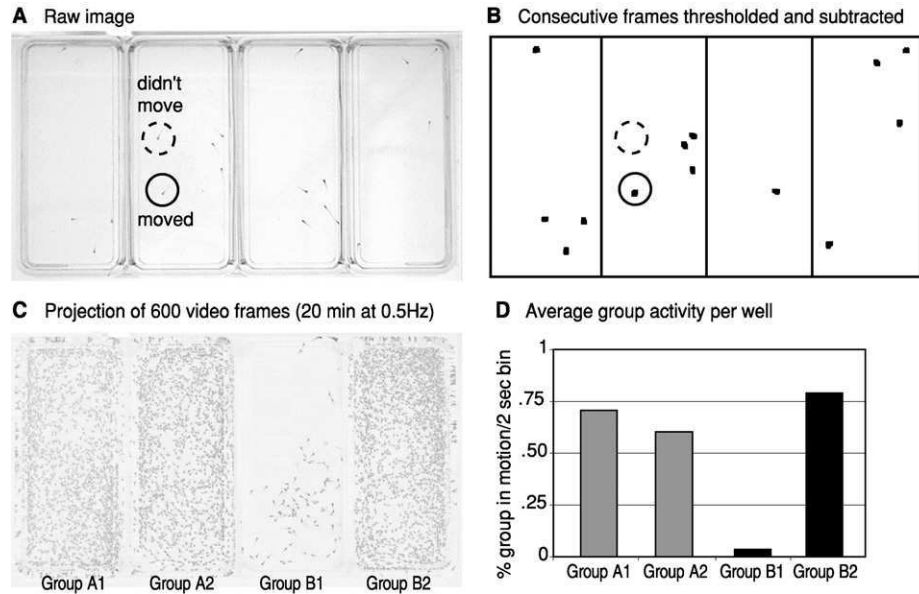 A Raw image
didn't
move
moved
B Consecutive frames thresholded and subtracted
C Projection of 600 video frames (20 min at 0.5Hz)
Group A1 Group A2 Group B1 Group B2
D Average group activity per well
% group in motion/2 sec bin
1
.75
.50
.25
0
Group A1 Group A2 Group B1 Group B2